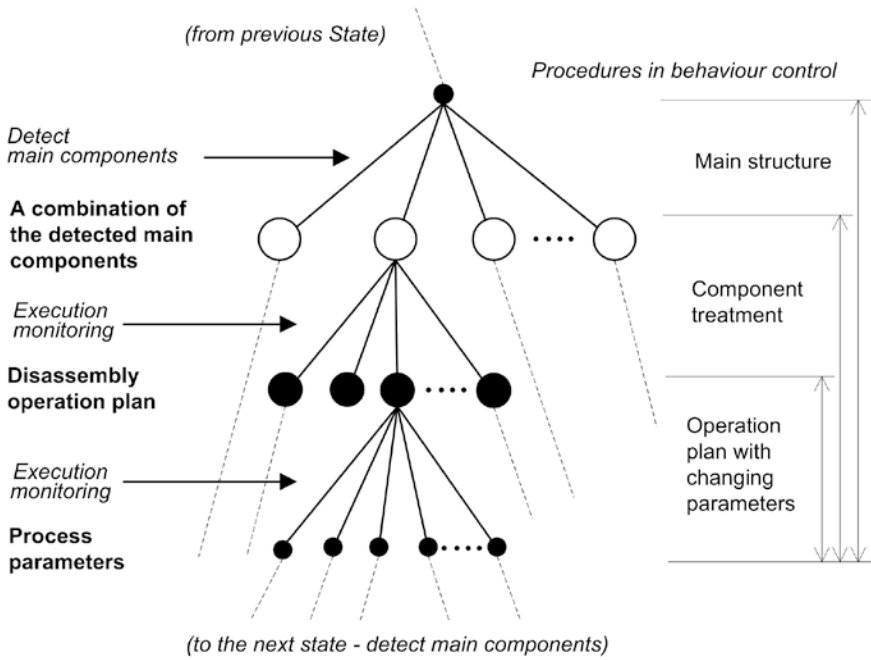 (from previous State)
Procedures in behaviour control
Detect
main components
Main structure
A combination of
the detected main
components
Component
treatment
Execution
monitoring
Disassembly
operation plan
Operation
plan with
changing
parameters
Execution
monitoring
Process
parameters
(to the next state - detect main components)